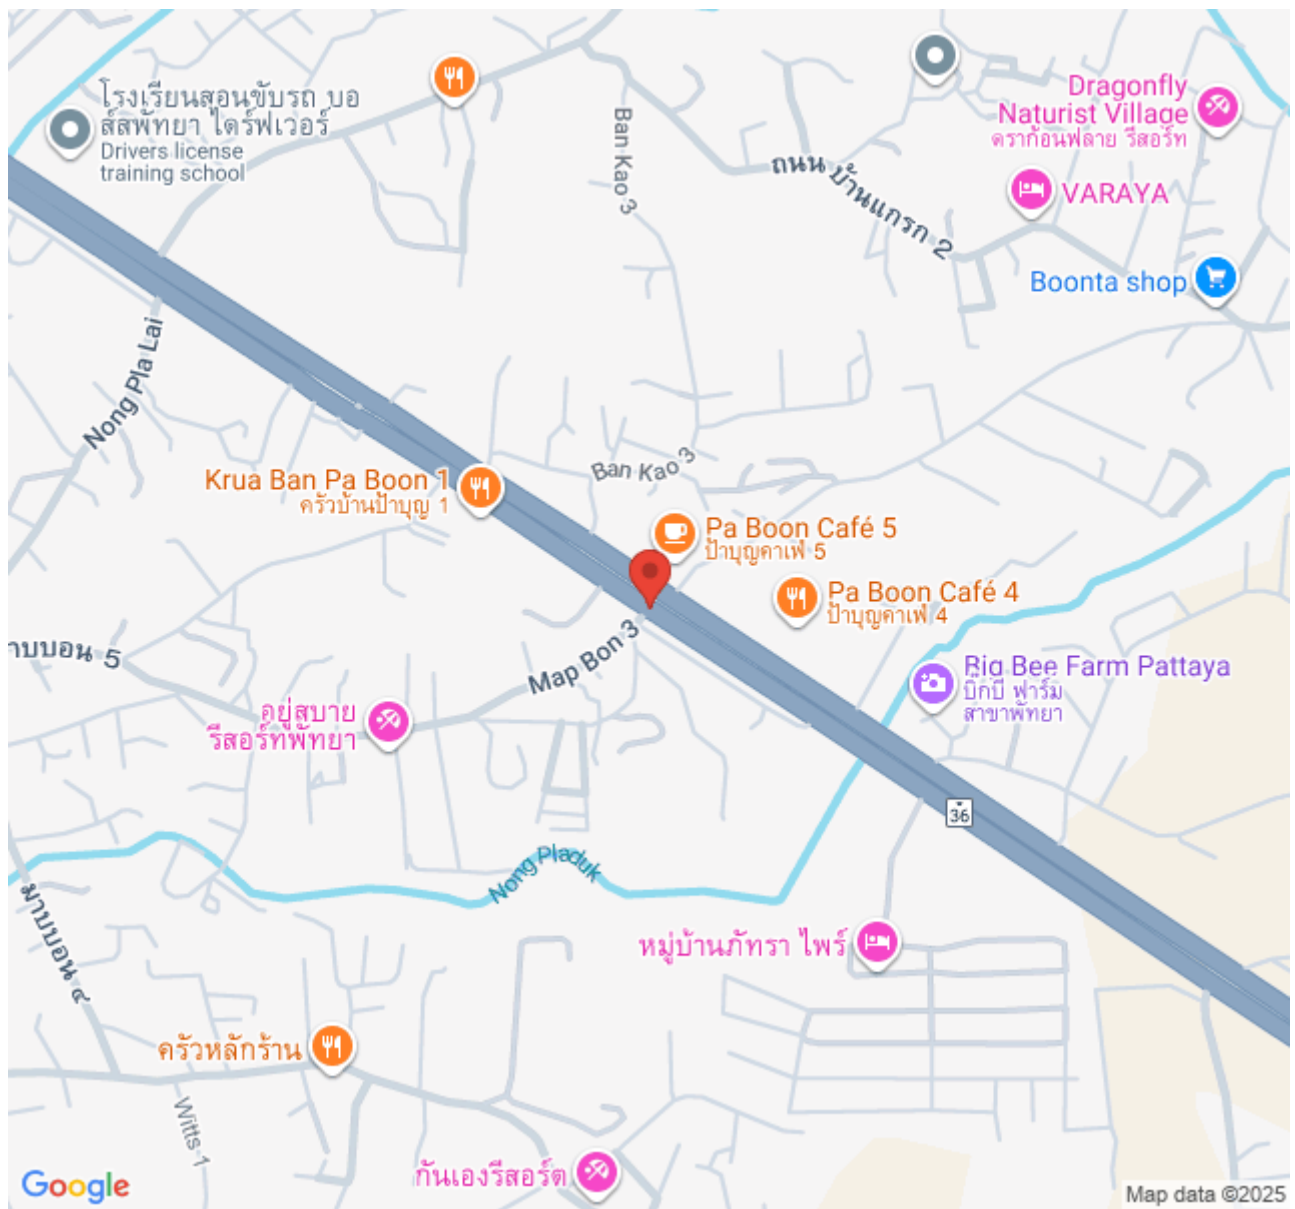 โรงเรียนสอนขับรถ บอ
ส์สพัทยา ไดร์ฟเวอร์
Drivers license
training school
Ban Kao 3
ถนน บ้านแกรก 2
Dragonfly
Naturist Village
ดราก้อนฟลาย รีสอร์ท
VARAYA
Boonta shop
Nong Pla Lai
Krua Ban Pa Boon 1
ครัวบ้านป้าบุญ 1
Ban Kao 3
Pa Boon Café 5
ป้าบุญคาเฟ่ 5
Pa Boon Café 4
ป้าบุญคาเฟ่ 4
าบบอน 5
Map Bon 3
Big Bee Farm Pattaya
บิ๊กบี ฟาร์ม
สาขาพัทยา
อยู่สบาย
รีสอร์ทพัทยา
36
Nong Pladuk
มาบบอน ๔
หมู่บ้านภัทรา ไพร์
ครัวหลักร้าน
Witts 1
กันเองรีสอร์ต
Google
Map data ©2025